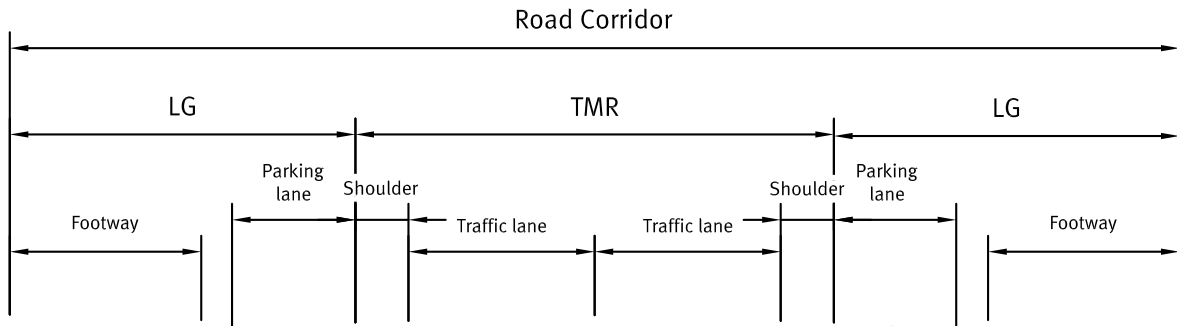 Road Corridor
LG
TMR
LG
Parking
lane
Shoulder
Shoulder
Parking
lane
Footway
Traffic lane
Traffic lane
Footway